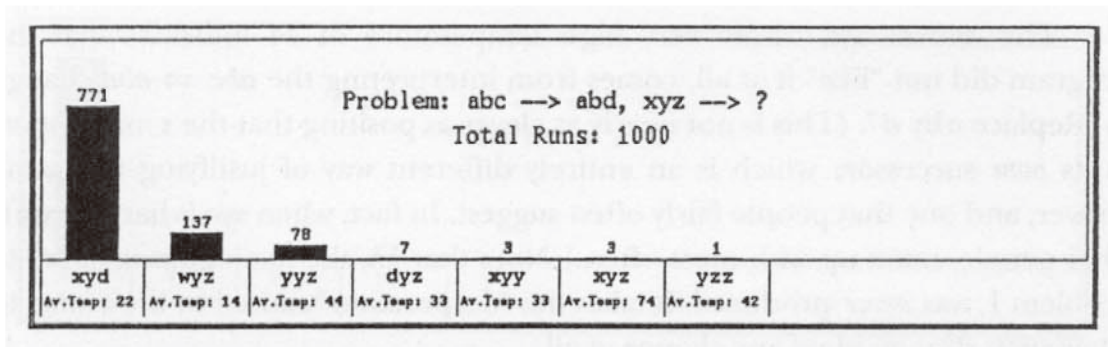 771
Problem: abc --> abd, xyz --> ?
Total Runs: 1000
137
78
7
3
3
1
xyd
wyz
yyz
dyz
xyy
xyz
yzz
Av.Temp: 22
Av.Temp: 14
Av.Temp: 44
Av.Temp: 33
Av.Temp: 33
Av.Temp: 74
Av.Temp: 42